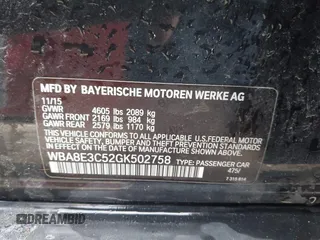 MFD BY BAYERISCHE MOTOREN WERKE AG
11/15
GVWR 4605 lbs 2089 kg
GAWR FRONT 2169 lbs 984 kg
GAWR REAR 2579 lbs 1170 kg
THIS VEHICLE CONFORMS TO ALL APPLICABLE U.S. FEDERAL MOTOR
VEHICLE SAFETY, BUMPER, AND THEFT PREVENTION STANDARDS
IN EFFECT ON THE DATE OF MANUFACTURE SHOWN ABOVE.
WBA8E3C52GK502758 TYPE: PASSENGER CAR
475/
DREAMBID